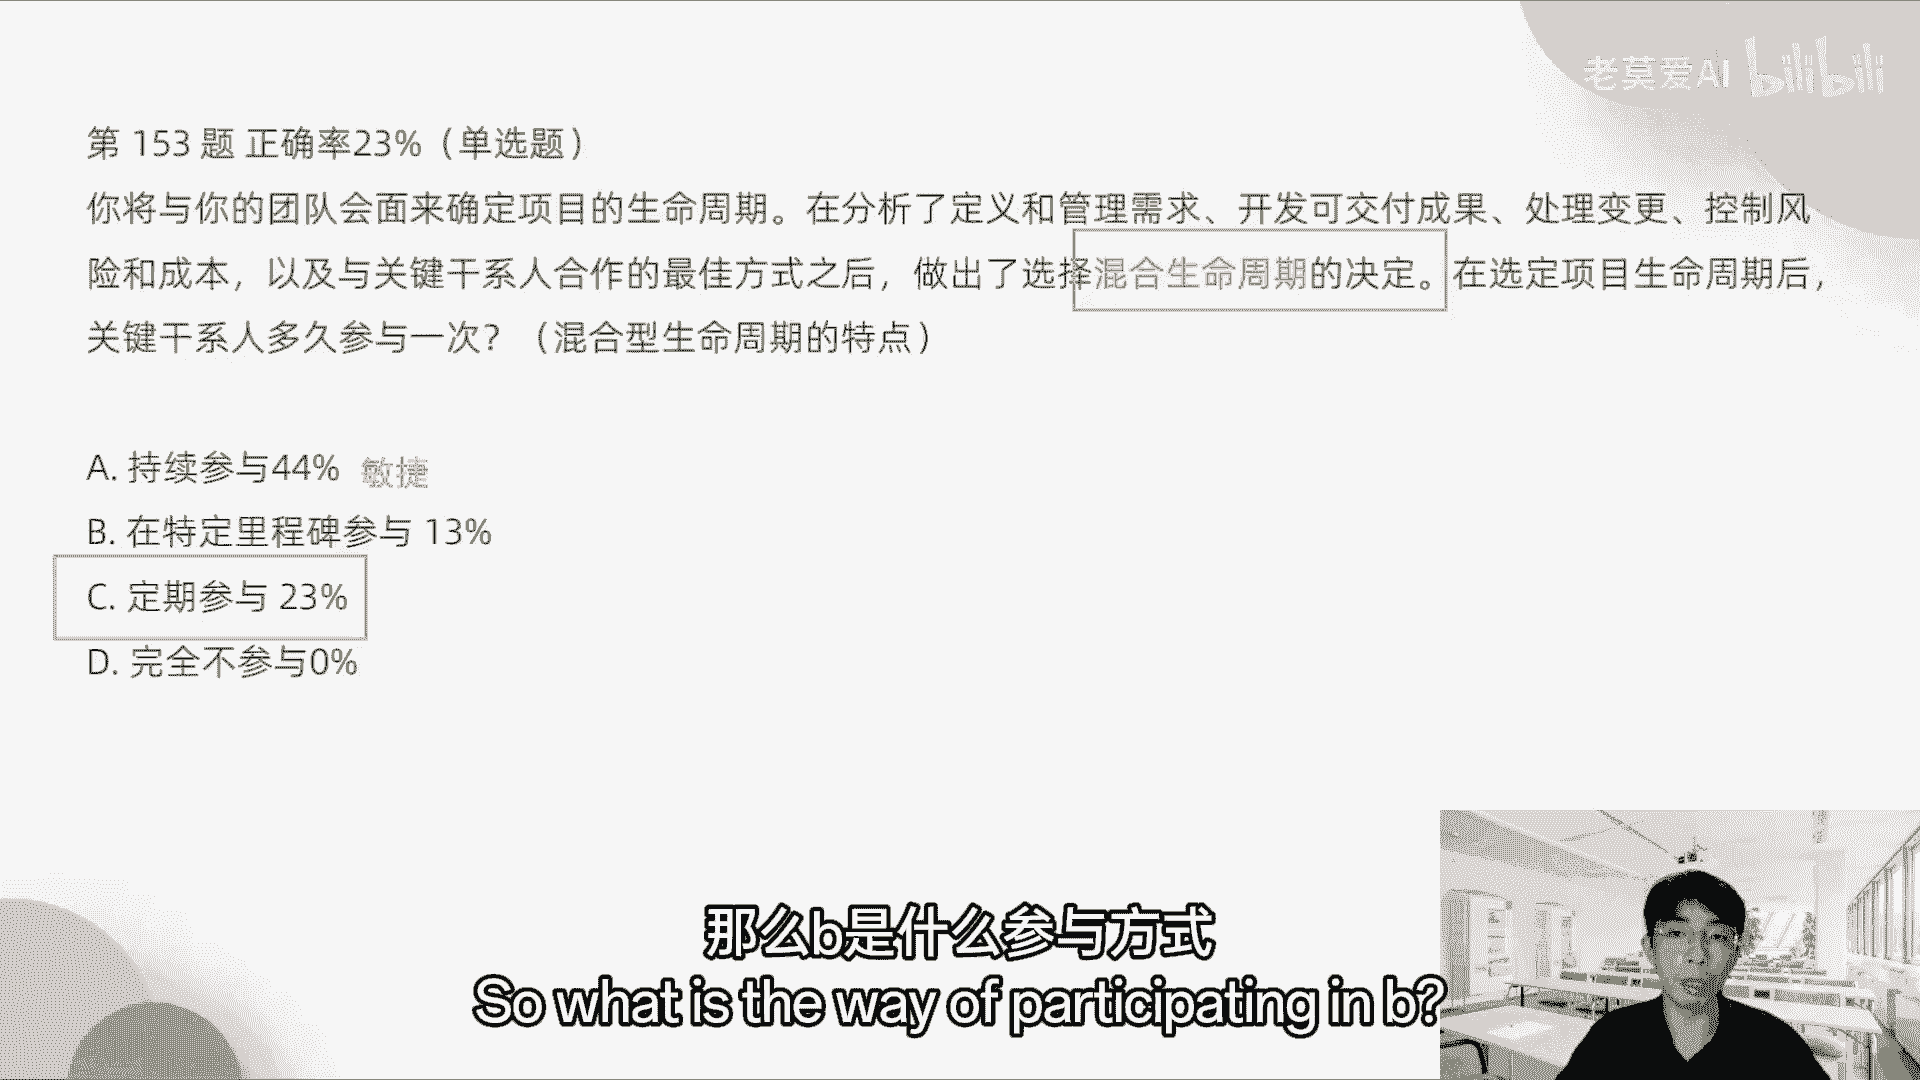 老莫爱AI bilibili
第 153 题 正确率23%（单选题）
你将与你的团队会面来确定项目的生命周期。在分析了定义和管理需求、开发可交付成果、处理变更、控制风
险和成本，以及与关键干系人合作的最佳方式之后，做出了选择混合生命周期的决定。在选定项目生命周期后，
关键干系人多久参与一次？（混合型生命周期的特点）
A. 持续参与44% 敏捷
B. 在特定里程碑参与 13%
C. 定期参与 23%
D. 完全不参与0%
那么b是什么参与方式
So what is the way of participating in b?